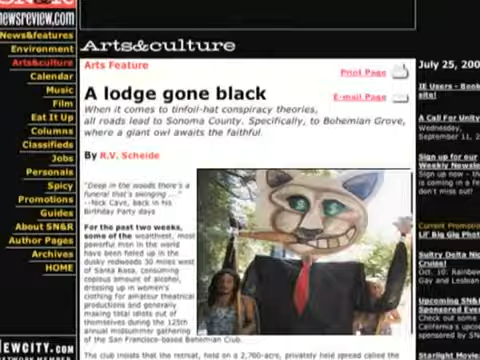 SN&R
newsreview.com
News&features
Environment
Arts&culture
Calendar
Music
Film
Eat It Up
Columns
Classifieds
Jobs
Personals
Spicy
Promotions
Guides
About SN&R
Author Pages
Archives
HOME
NEWCITY.COM
NETWORK MEMBER
Arts&culture
Arts Feature
Print Page
E-mail Page
A lodge gone black
When it comes to tinfoil-hat conspiracy theories,
all roads lead to Sonoma County. Specifically, to Bohemian Grove,
where a giant owl awaits the faithful.
By R.V. Scheide
"Deep in the woods there's a
funeral that's swinging ..."
--Nick Cave, back in his
Birthday Party days
For the past two weeks,
some of the wealthiest, most
powerful men in the world
have been holed up in the
dusky redwoods 30 miles west
of Santa Rosa, consuming
copious amount of alcohol,
dressing up in women's
clothing for amateur theatrical
productions and generally
making total idiots out of
themselves during the 125th
annual midsummer gathering
of the San Francisco-based Bohemian Club.
The club insists that the retreat, held on a 2,700-acre, privately held spread called the
July 25, 200
IE Users - Book
site!
A Call For Unity
Wednesday,
September 11, 2
Sign up for our
Weekly Newsle
Sign up now - th
is coming in a fe
don't miss out!
Current Promotio
Lil' Big Gig Phot
Sultry Delta Nig
Cruise!
Oct. 10: Rainbow
Gay and Lesbian
Upcoming SN&
Sponsored Eve
Check out some
California's upco
sponsored by SN
Starlight Movie